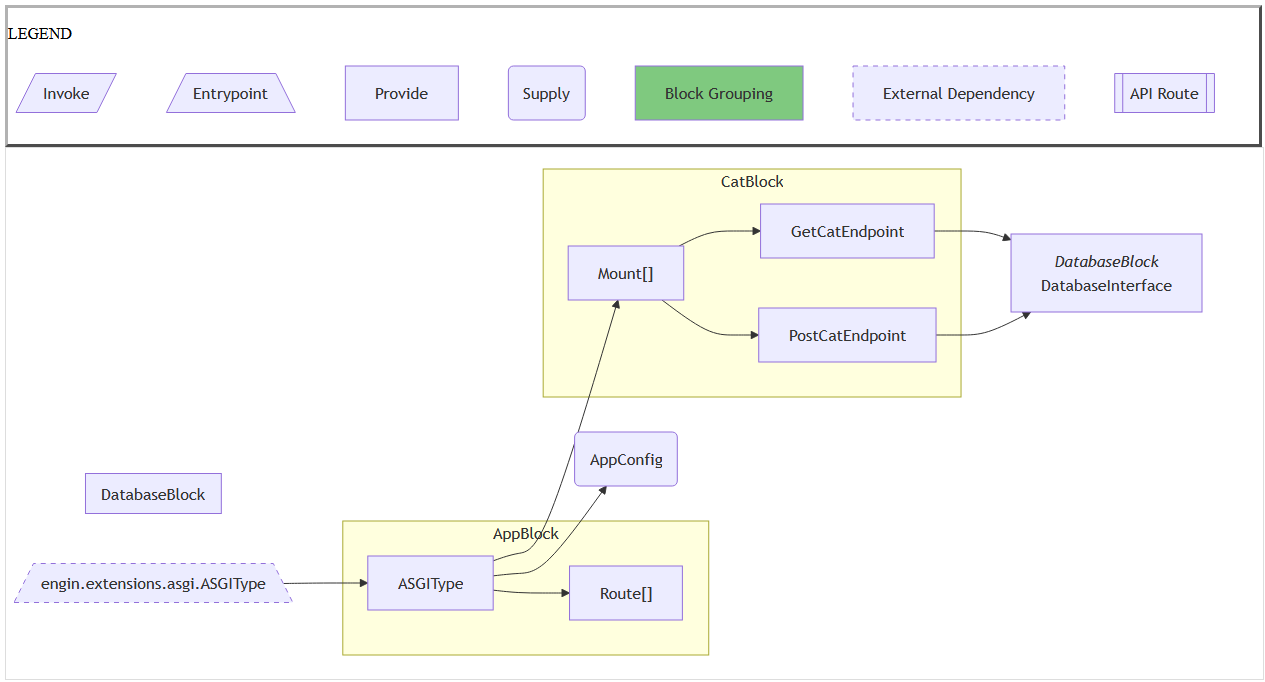 LEGEND
Invoke
Entrypoint
Provide
Supply
Block Grouping
External Dependency
API Route
CatBlock
GetCatEndpoint
Mount[]
DatabaseBlock
DatabaseInterface
PostCatEndpoint
AppConfig
DatabaseBlock
AppBlock
engin.extensions.asgi.ASGIType
ASGIType
Route[]